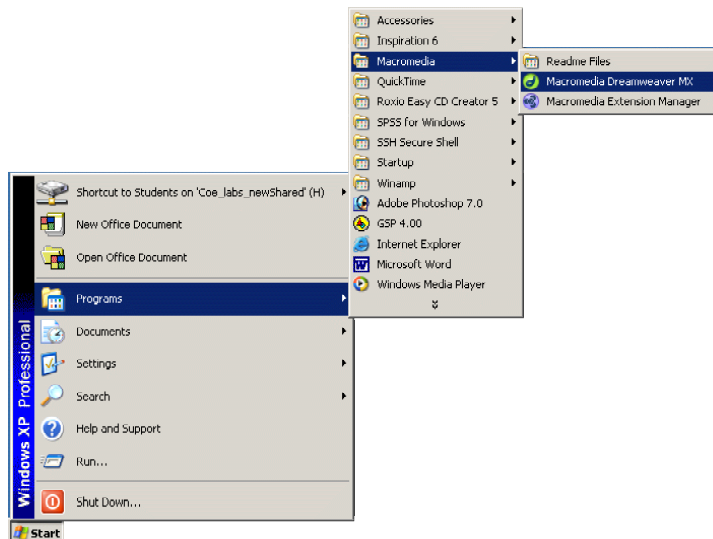 Accessories
Inspiration 6
Macromedia
QuickTime
Roxio Easy CD Creator 5
SPSS for Windows
SSH Secure Shell
Startup
Winamp
Adobe Photoshop 7.0
GSP 4.00
Internet Explorer
Microsoft Word
Windows Media Player
Readme Files
Macromedia Dreamweaver MX
Macromedia Extension Manager
Shortcut to Students on 'Coe_labs_newShared' (H)
New Office Document
Open Office Document
Programs
Documents
Settings
Search
Help and Support
Run...
Shut Down...
Windows XP Professional
Start